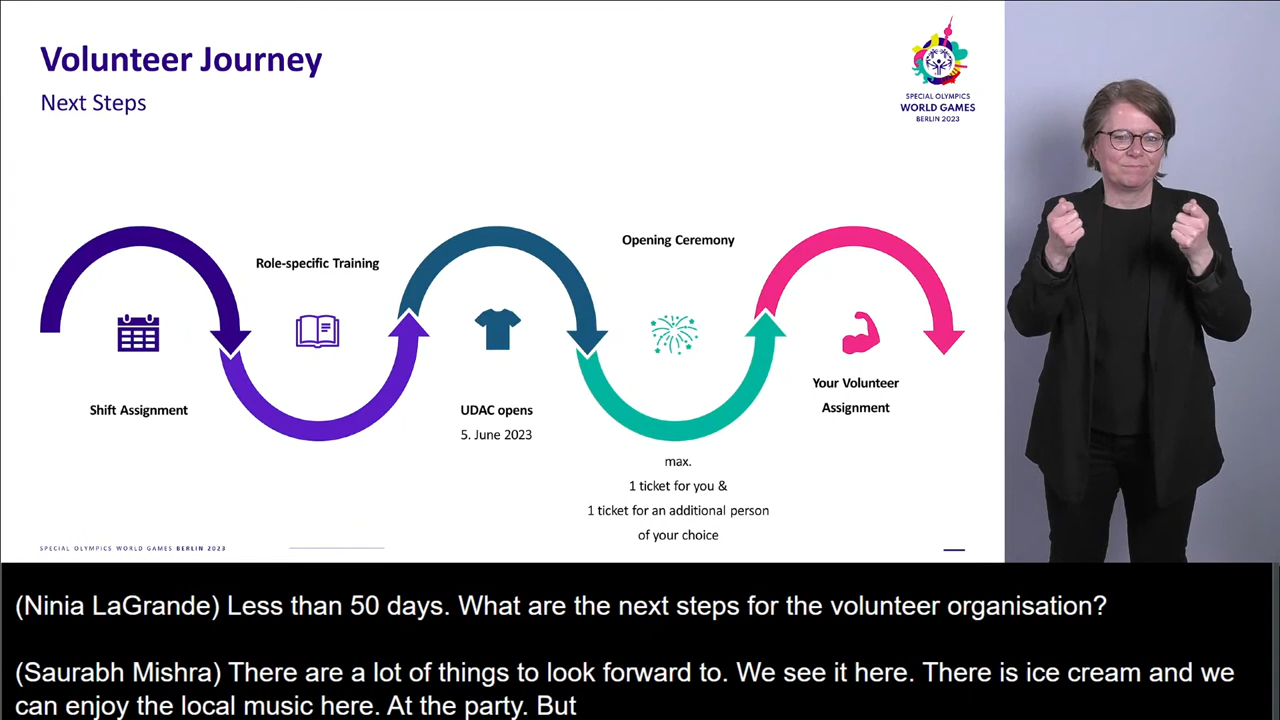 Volunteer Journey
Next Steps
SPECIAL OLYMPICS
WORLD GAMES
BERLIN 2023
Opening Ceremony
Role-specific Training
Your Volunteer
Assignment
Shift Assignment
UDAC opens
5. June 2023
max.
1 ticket for you &
1 ticket for an additional person
of your choice
SPECIAL OLYMPICS WORLD GAMES BERLIN 2023
(Ninia LaGrande) Less than 50 days. What are the next steps for the volunteer organisation?
(Saurabh Mishra) There are a lot of things to look forward to. We see it here. There is ice cream and we
can enjoy the local music here. At the party. But